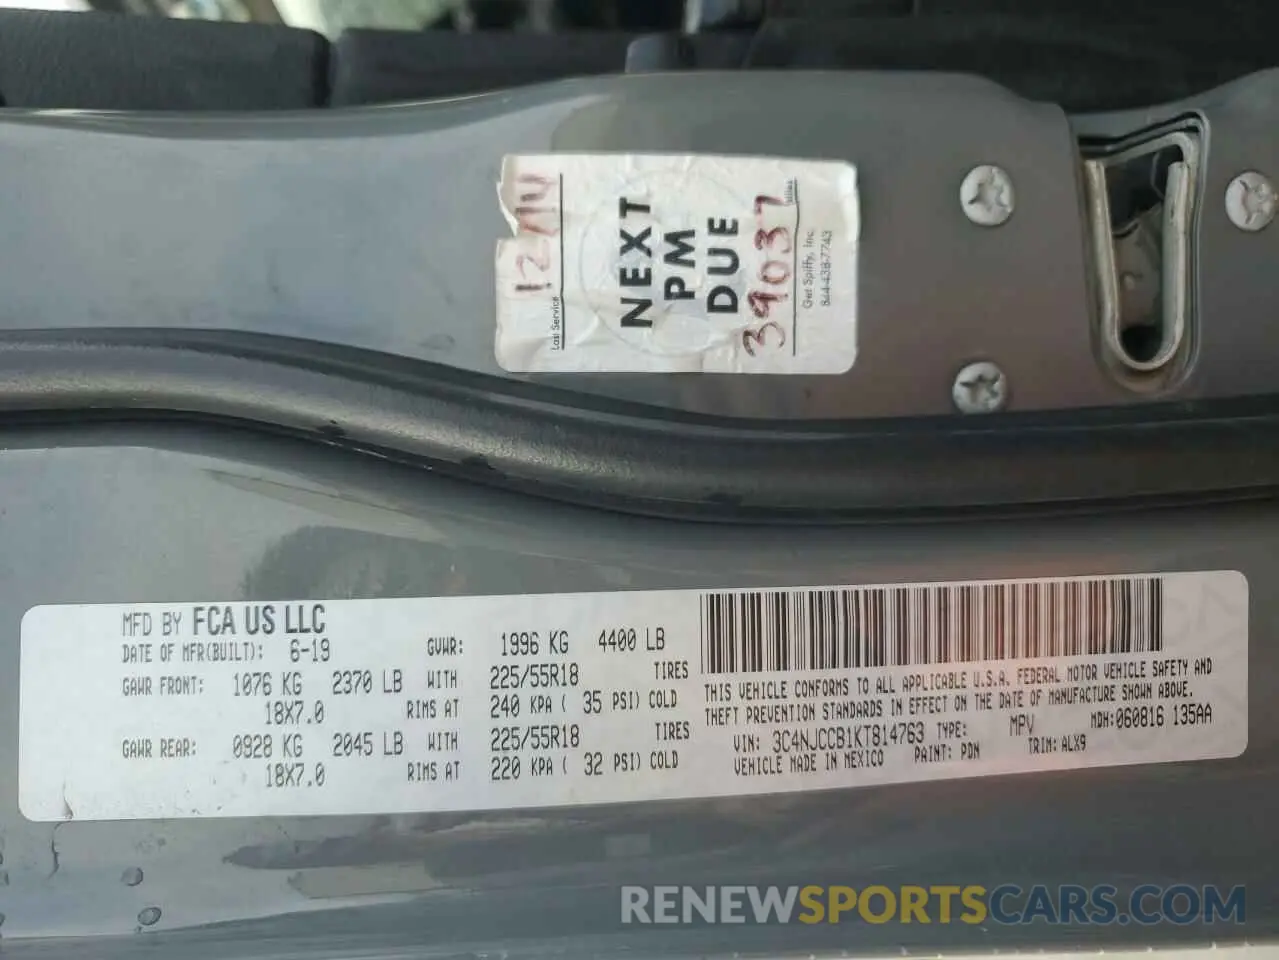 Last Service
12/14
NEXT
PM
DUE
39037
Miles
Get Spiffy, Inc.
844-438-7743
MFD BY FCA US LLC
DATE OF MFR(BUILT): 6-19 GVWR: 1996 KG 4400 LB
GAWR FRONT: 1076 KG 2370 LB WITH 225/55R18 TIRES
18X7.0 RIMS AT 240 KPA ( 35 PSI) COLD
GAWR REAR: 0928 KG 2045 LB WITH 225/55R18 TIRES
18X7.0 RIMS AT 220 KPA ( 32 PSI) COLD
THIS VEHICLE CONFORMS TO ALL APPLICABLE U.S.A. FEDERAL MOTOR VEHICLE SAFETY AND
THEFT PREVENTION STANDARDS IN EFFECT ON THE DATE OF MANUFACTURE SHOWN ABOVE.
VIN: 3C4NJCCB1KT814763 TYPE: MPV MDH:060816 135AA
VEHICLE MADE IN MEXICO PAINT: PDN TRIM: ALX9
RENEWSPORTSCARS.COM